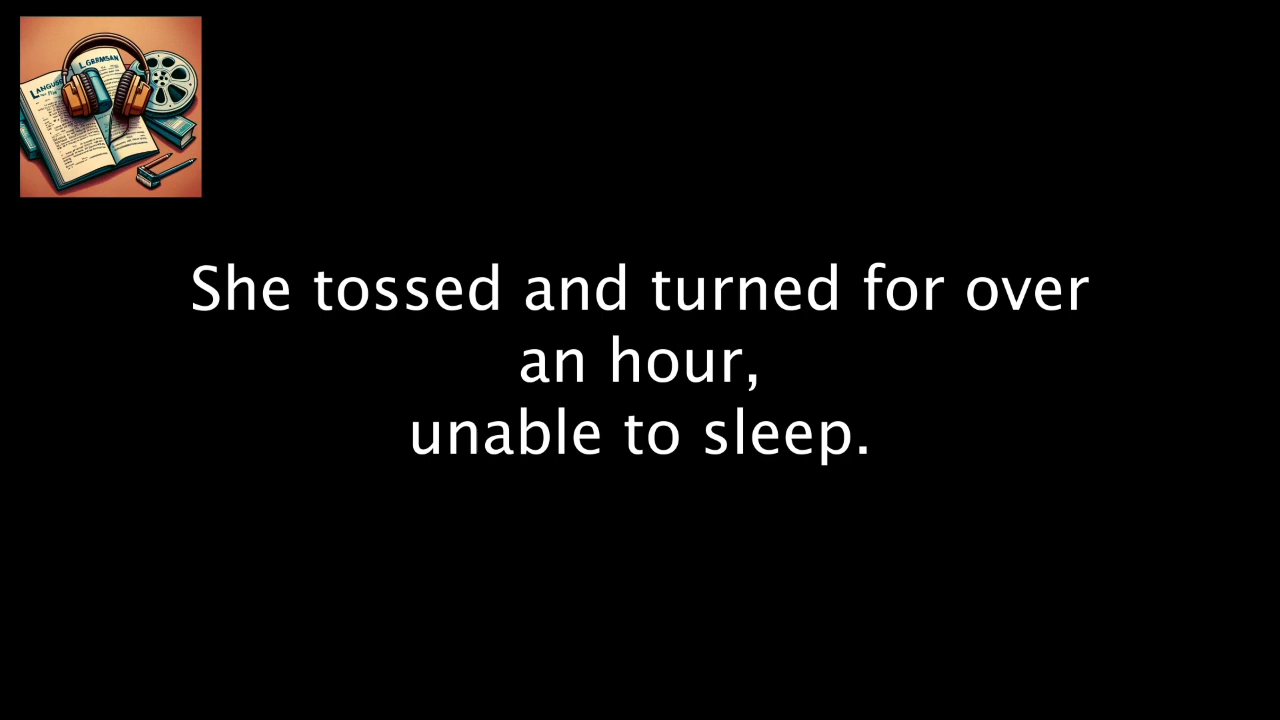 She tossed and turned for over
an hour,
unable to sleep.